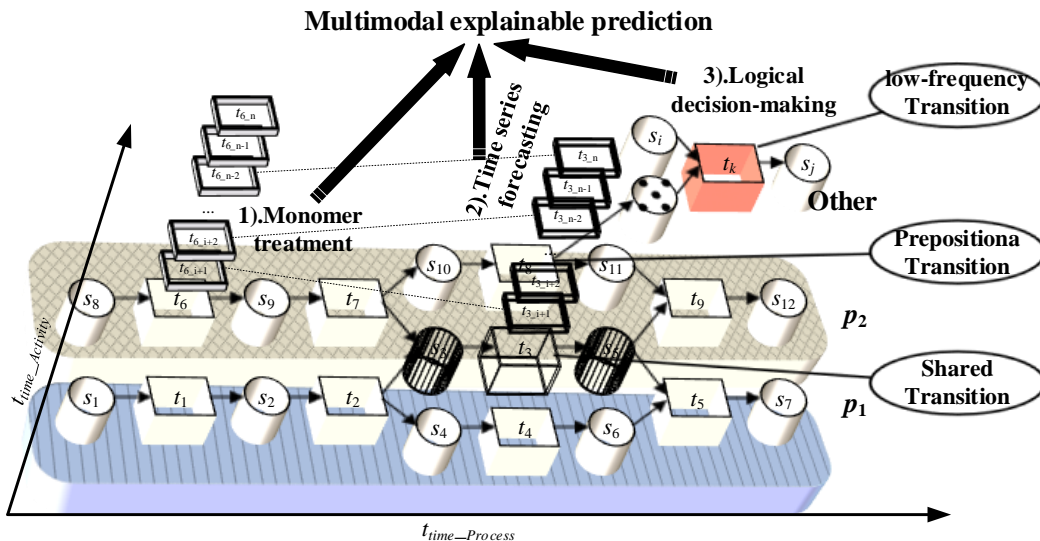 Multimodal explainable prediction
3).Logical
decision-making
low-frequency
Transition
2).Time series
forecasting
1).Monomer
treatment
t6_n
t6_n-1
t6_n-2
...
t6_i+2
t6_i+1
t3_n
t3_n-1
t3_n-2
...
t3_i+2
t3_i+1
si
tk
sj
Other
Prepositiona
Transition
Shared
Transition
s10
t8
s11
s8
t6
s9
t7
t9
s12
p2
s3
t3
s5
s1
t1
s2
t2
t5
s7
p1
s4
t4
s6
ttime_Activity
ttime_Process